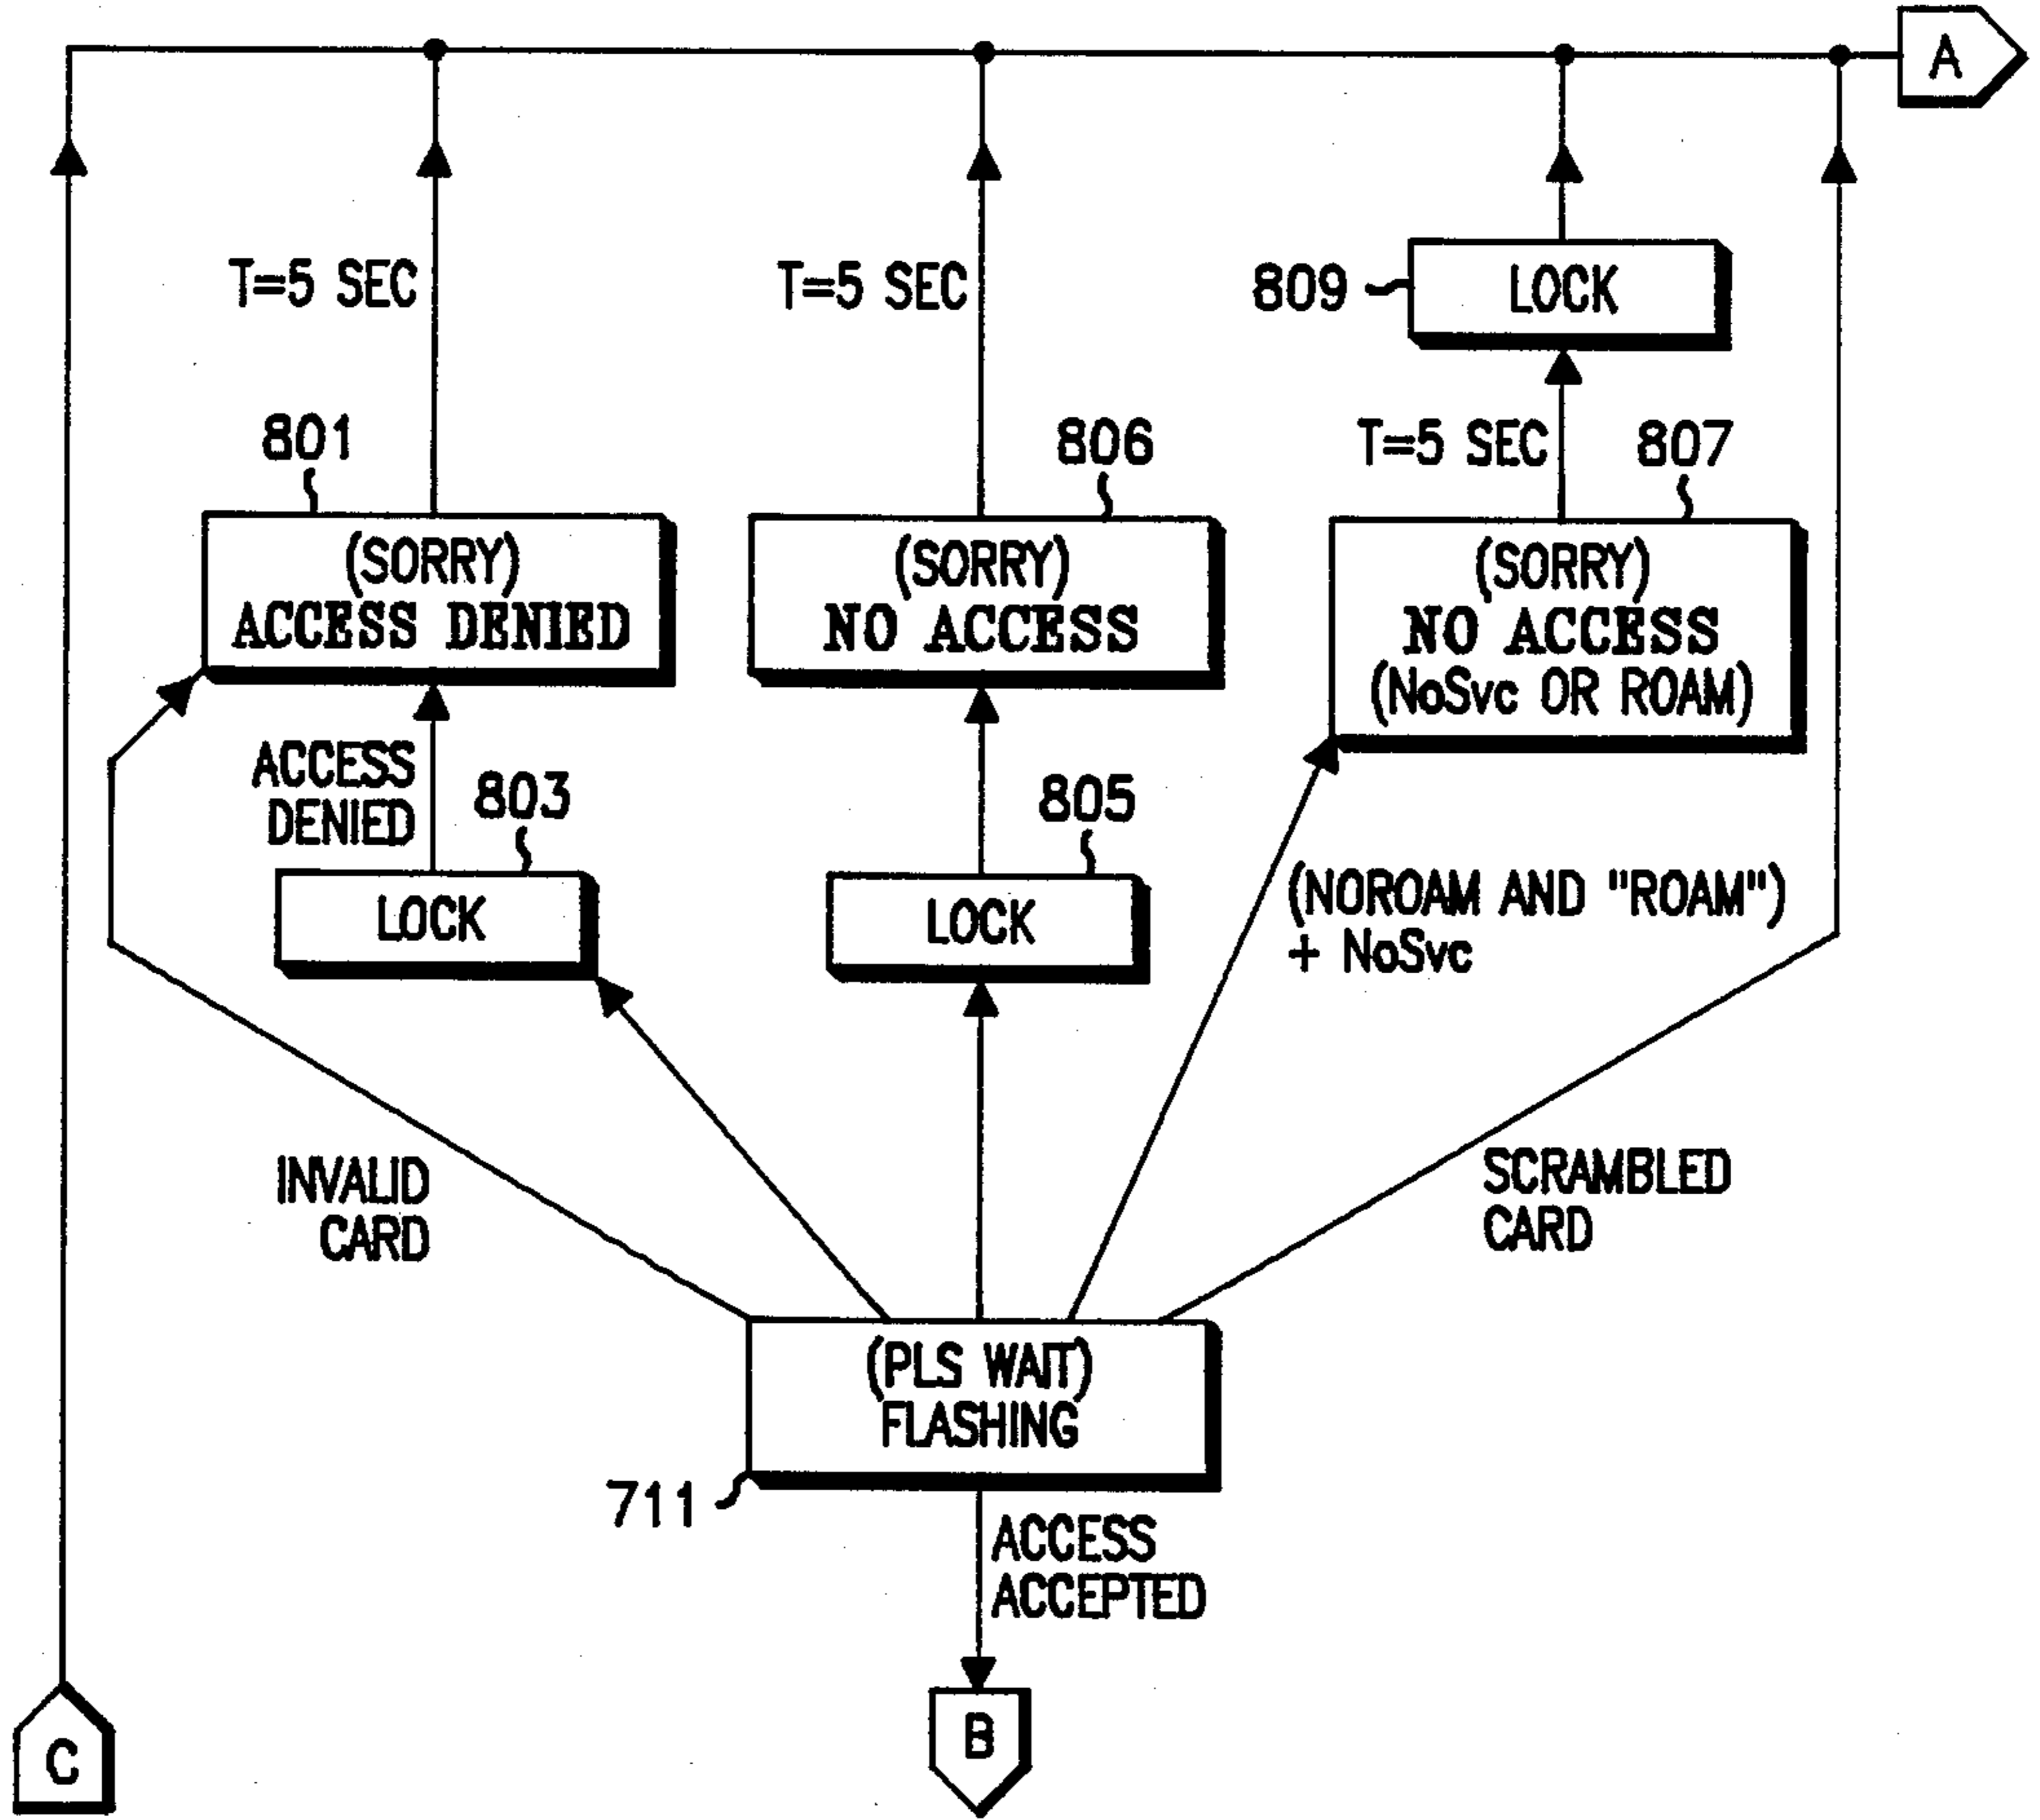 A
T=5 SEC
T=5 SEC
809
LOCK
801
806
T=5 SEC
807
(SORRY)
ACCESS DENIED
(SORRY)
NO ACCESS
(SORRY)
NO ACCESS
(NoSvc OR ROAM)
ACCESS
DENIED
803
805
LOCK
LOCK
(NOROAM AND "ROAM")
+ NoSvc
INVALID
CARD
SCRAMBLED
CARD
(PLS WAIT)
FLASHING
711
ACCESS
ACCEPTED
C
B